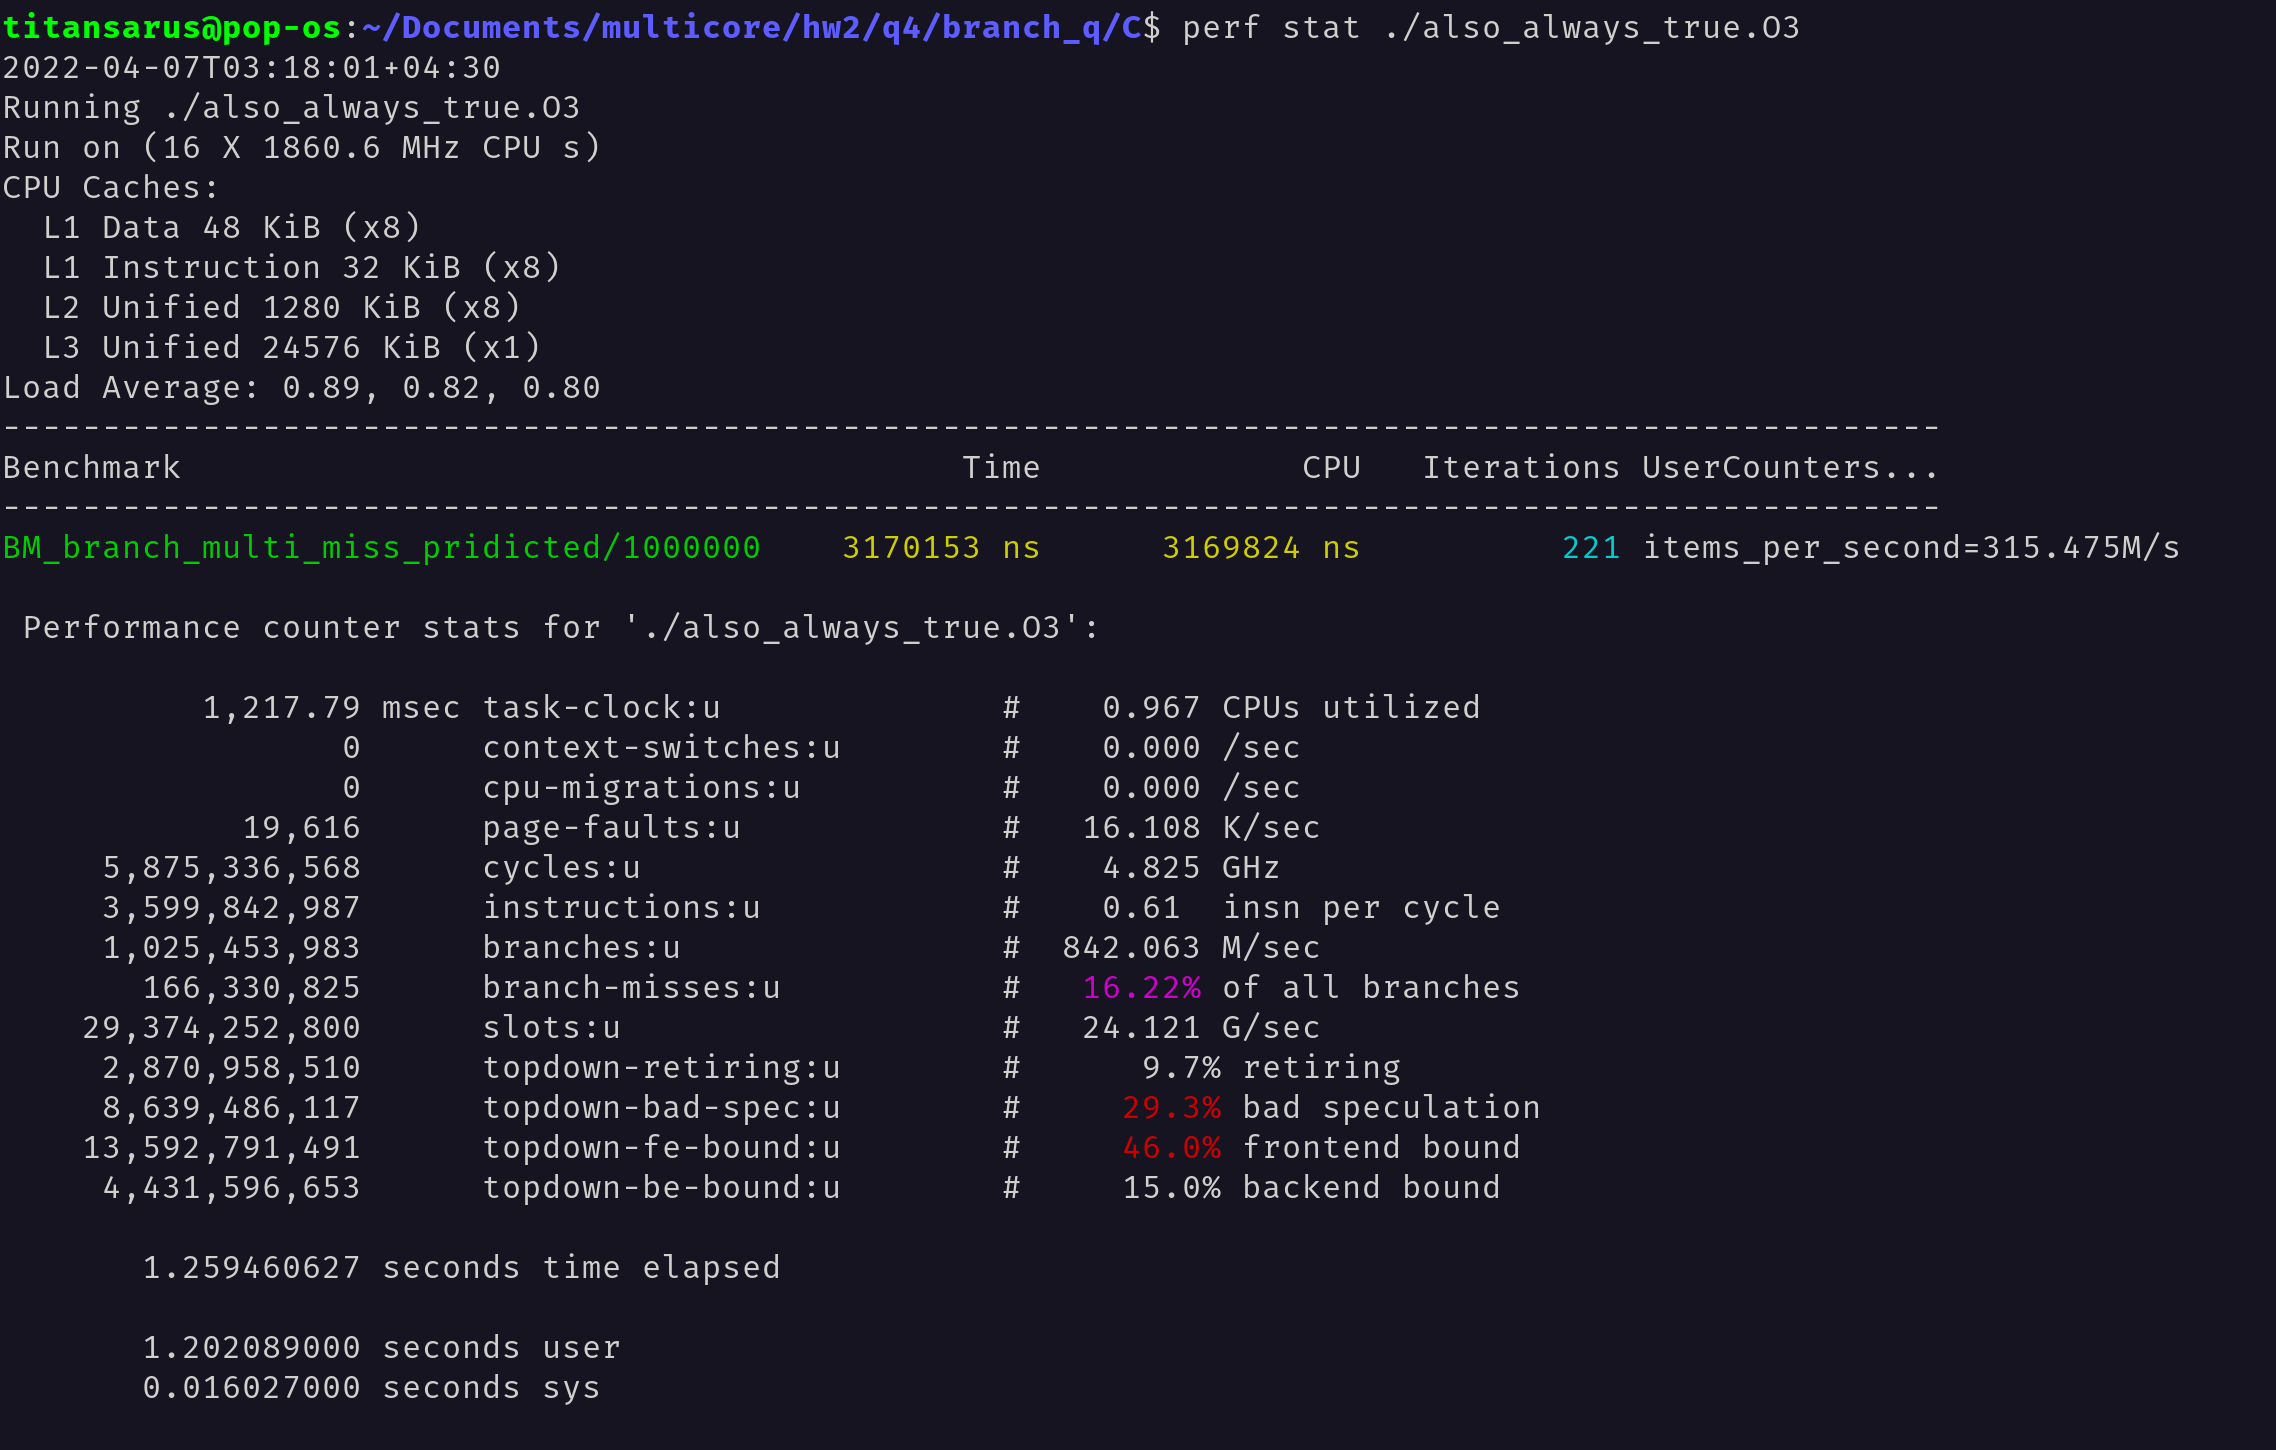 titansarus@pop-os:~/Documents/multicore/hw2/q4/branch_q/C$ perf stat ./also_always_true.O3
2022-04-07T03:18:01+04:30
Running ./also_always_true.O3
Run on (16 X 1860.6 MHz CPU s)
CPU Caches:
  L1 Data 48 KiB (x8)
  L1 Instruction 32 KiB (x8)
  L2 Unified 1280 KiB (x8)
  L3 Unified 24576 KiB (x1)
Load Average: 0.89, 0.82, 0.80
-------------------------------------------------------------------------------------------------
Benchmark                                       Time             CPU   Iterations UserCounters...
-------------------------------------------------------------------------------------------------
BM_branch_multi_miss_pridicted/1000000    3170153 ns      3169824 ns          221 items_per_second=315.475M/s

 Performance counter stats for './also_always_true.O3':

          1,217.79 msec task-clock:u              #    0.967 CPUs utilized
                 0      context-switches:u        #    0.000 /sec
                 0      cpu-migrations:u          #    0.000 /sec
            19,616      page-faults:u             #   16.108 K/sec
     5,875,336,568      cycles:u                  #    4.825 GHz
     3,599,842,987      instructions:u            #    0.61  insn per cycle
     1,025,453,983      branches:u                #  842.063 M/sec
       166,330,825      branch-misses:u           #   16.22% of all branches
    29,374,252,800      slots:u                   #   24.121 G/sec
     2,870,958,510      topdown-retiring:u        #      9.7% retiring
     8,639,486,117      topdown-bad-spec:u        #     29.3% bad speculation
    13,592,791,491      topdown-fe-bound:u        #     46.0% frontend bound
     4,431,596,653      topdown-be-bound:u        #     15.0% backend bound

       1.259460627 seconds time elapsed

       1.202089000 seconds user
       0.016027000 seconds sys